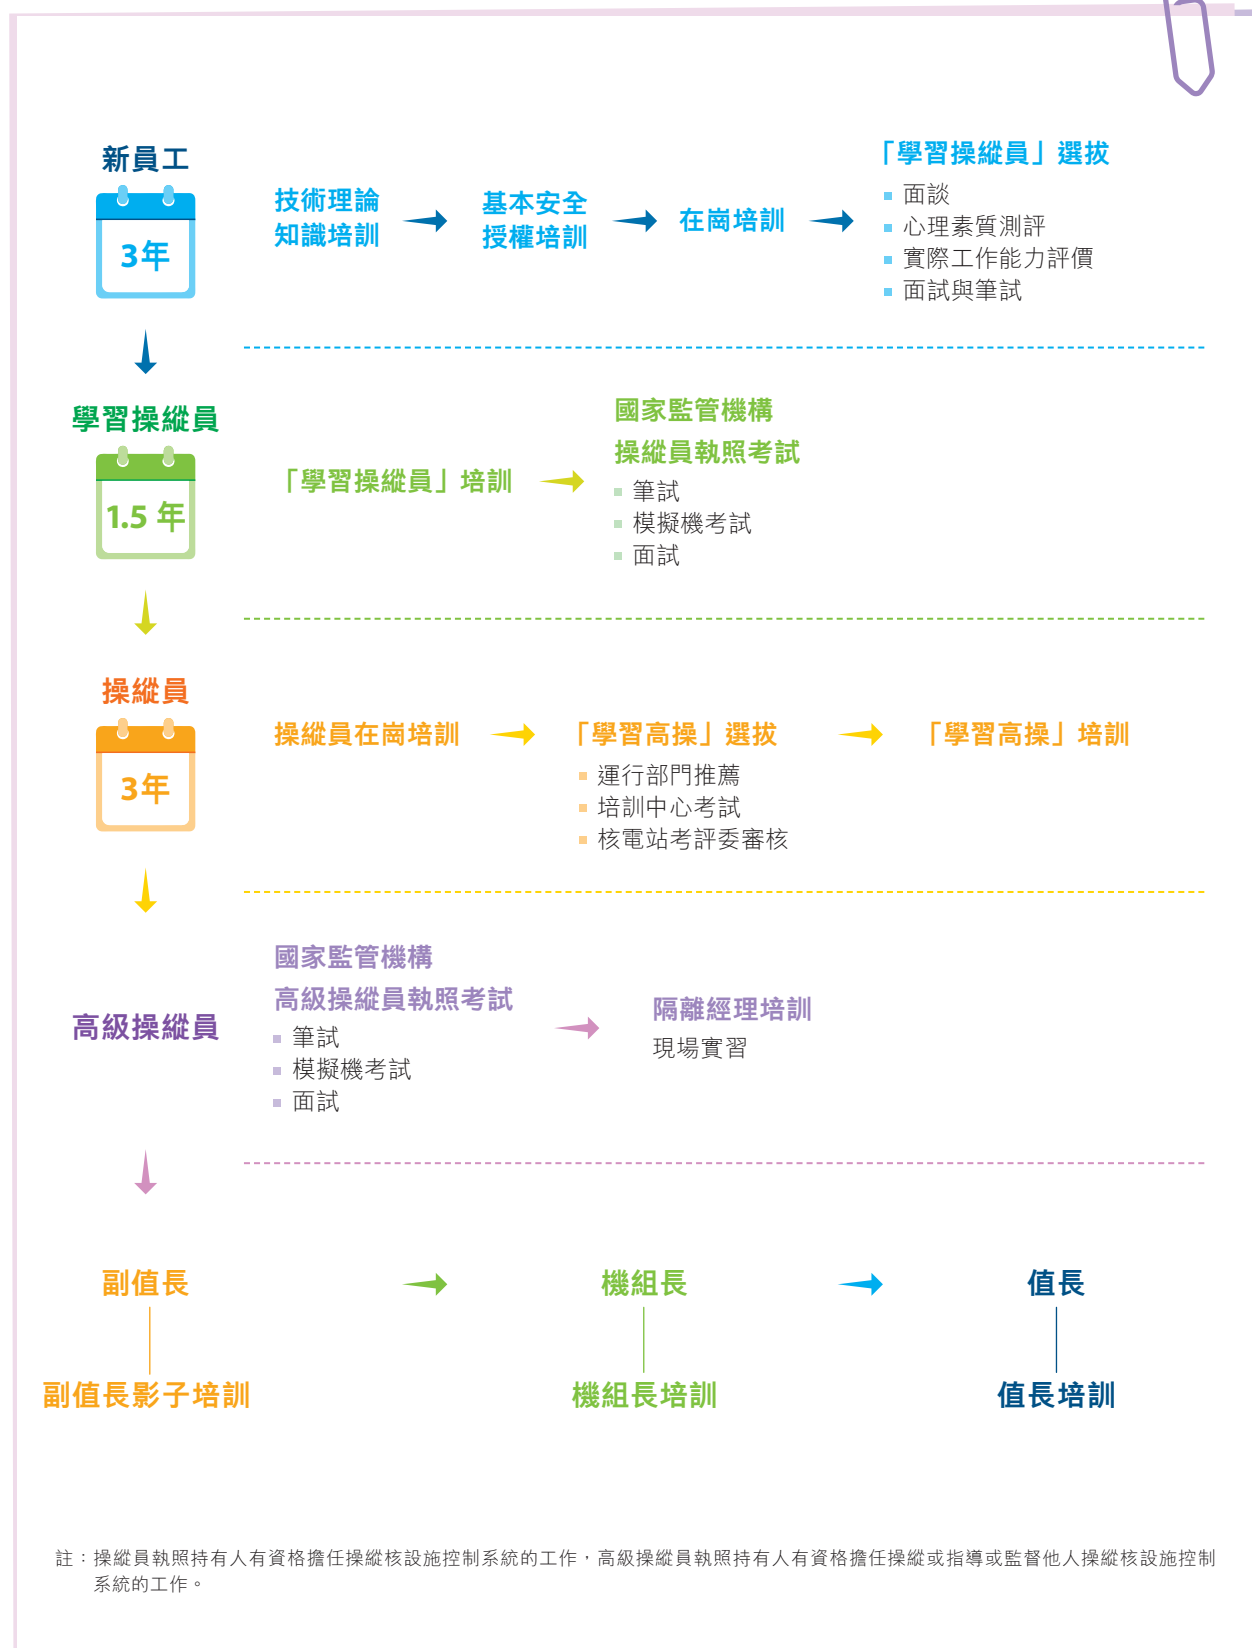 新員工
3年
技術理論
知識培訓
基本安全
授權培訓
在崗培訓
「學習操縱員」選拔
面談
心理素質測評
實際工作能力評價
面試與筆試
學習操縱員
1.5 年
「學習操縱員」培訓
國家監管機構
操縱員執照考試
筆試
模擬機考試
面試
操縱員
3年
操縱員在崗培訓
「學習高操」選拔
運行部門推薦
培訓中心考試
核電站考評委審核
「學習高操」培訓
高級操縱員
國家監管機構
高級操縱員執照考試
筆試
模擬機考試
面試
隔離經理培訓
現場實習
副值長
機組長
值長
副值長影子培訓
機組長培訓
值長培訓
註：操縱員執照持有人有資格擔任操縱核設施控制系統的工作，高級操縱員執照持有人有資格擔任操縱或指導或監督他人操縱核設施控制
系統的工作。